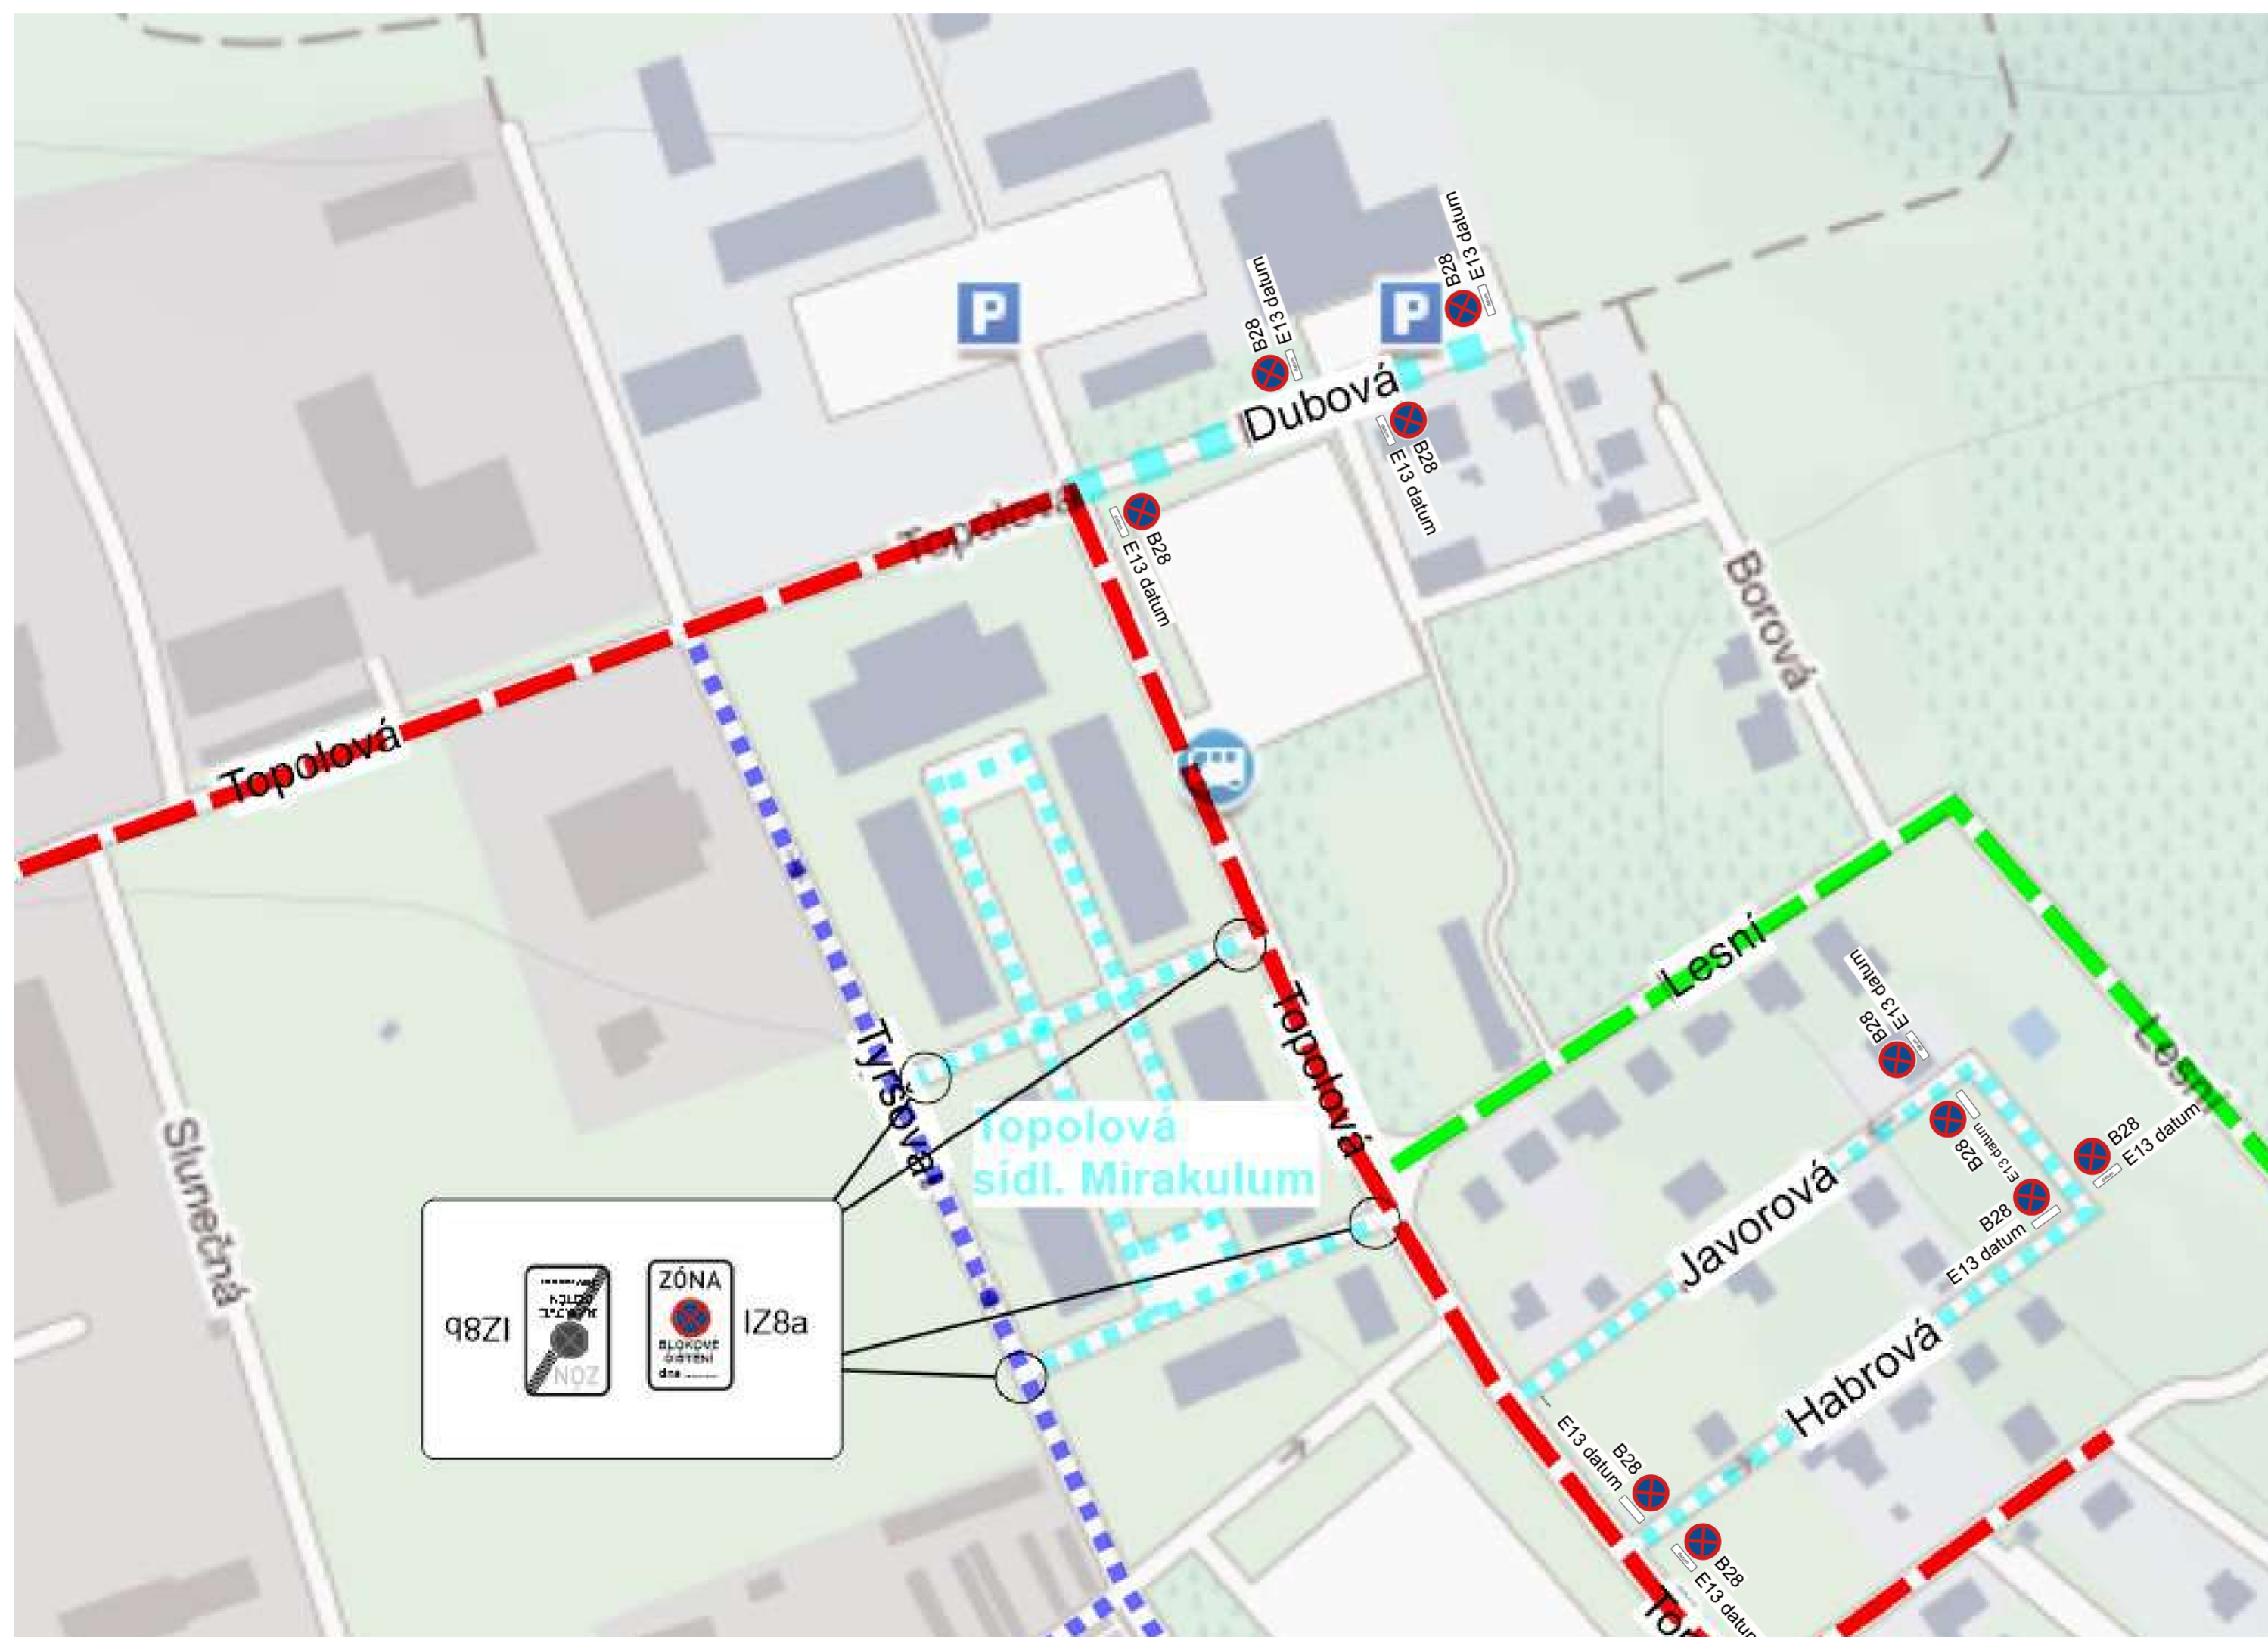 E13 datum
B28
E13 datum
B28
P
P
Dubová
B28
E13 datum
Topolová
B28
E13 datum
Borová
Topolová
Lesní
Topolová
E13 datum
B28
Lesní
Tyršova
Topolová
sídl. Mirakulum
B28
E13 datum
B28
E13 datum
B28
E13 datum
Slunečná
Javorová
IZ8b
ZÓNA
BLOKOVÉ
ČIŠTĚNÍ
dne
IZ8a
Habrová
B28
E13 datum
B28
E13 datum